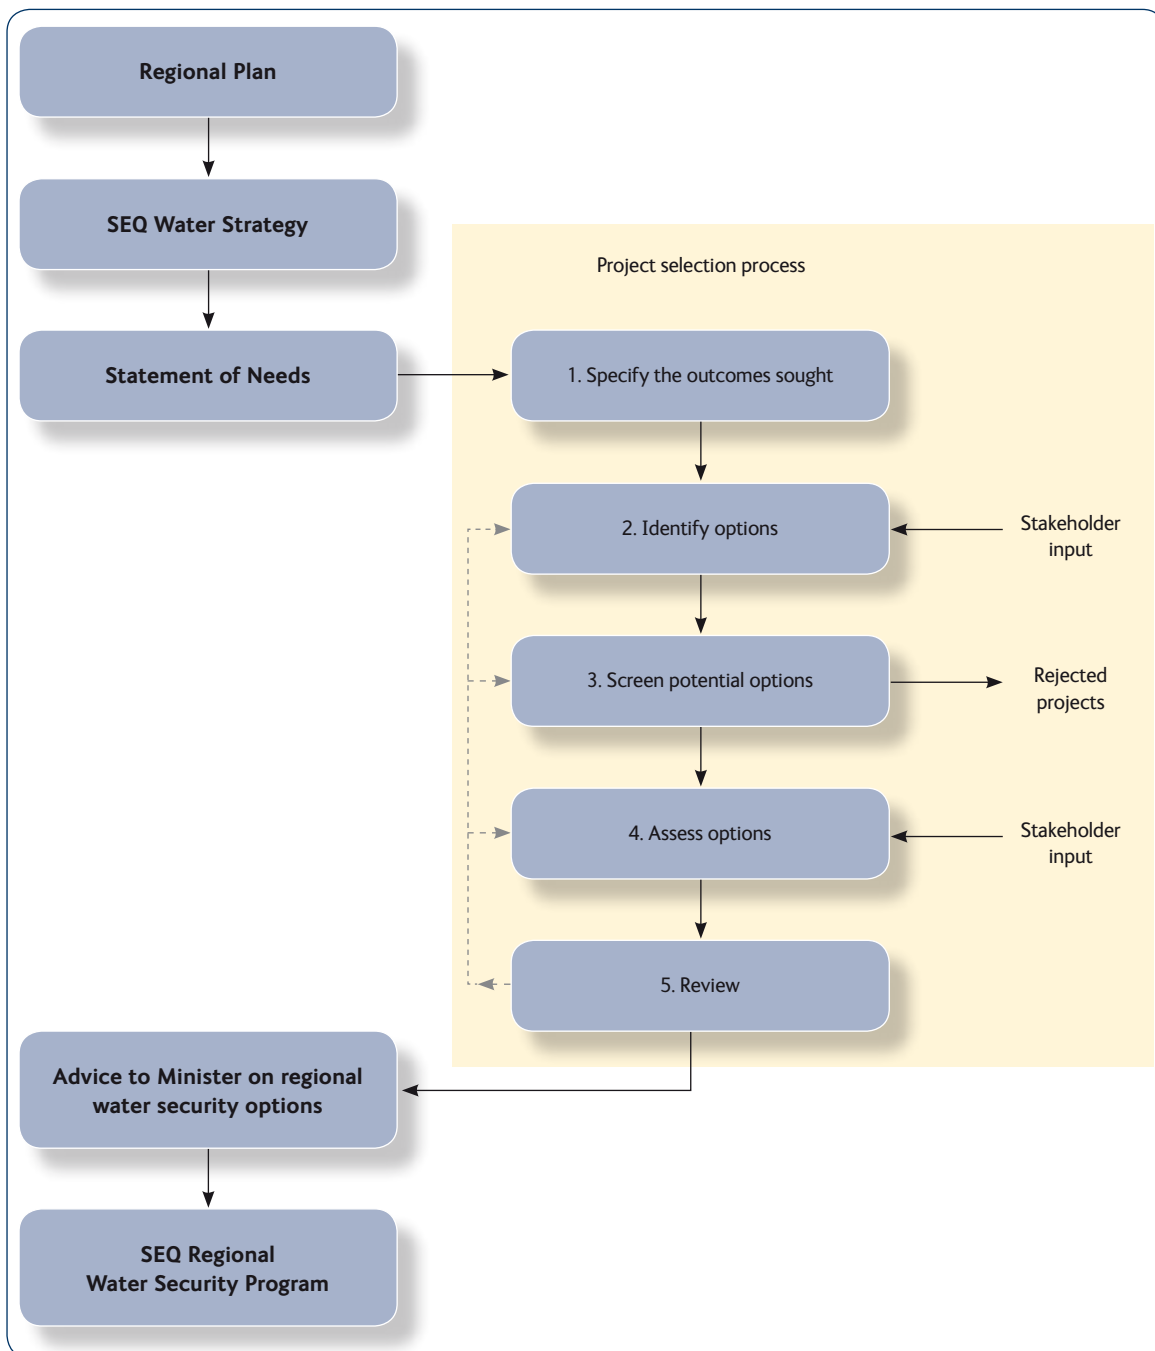 Regional Plan
SEQ Water Strategy
Statement of Needs
Project selection process
1. Specify the outcomes sought
2. Identify options
Stakeholder
input
3. Screen potential options
Rejected
projects
4. Assess options
Stakeholder
input
5. Review
Advice to Minister on regional
water security options
SEQ Regional
Water Security Program